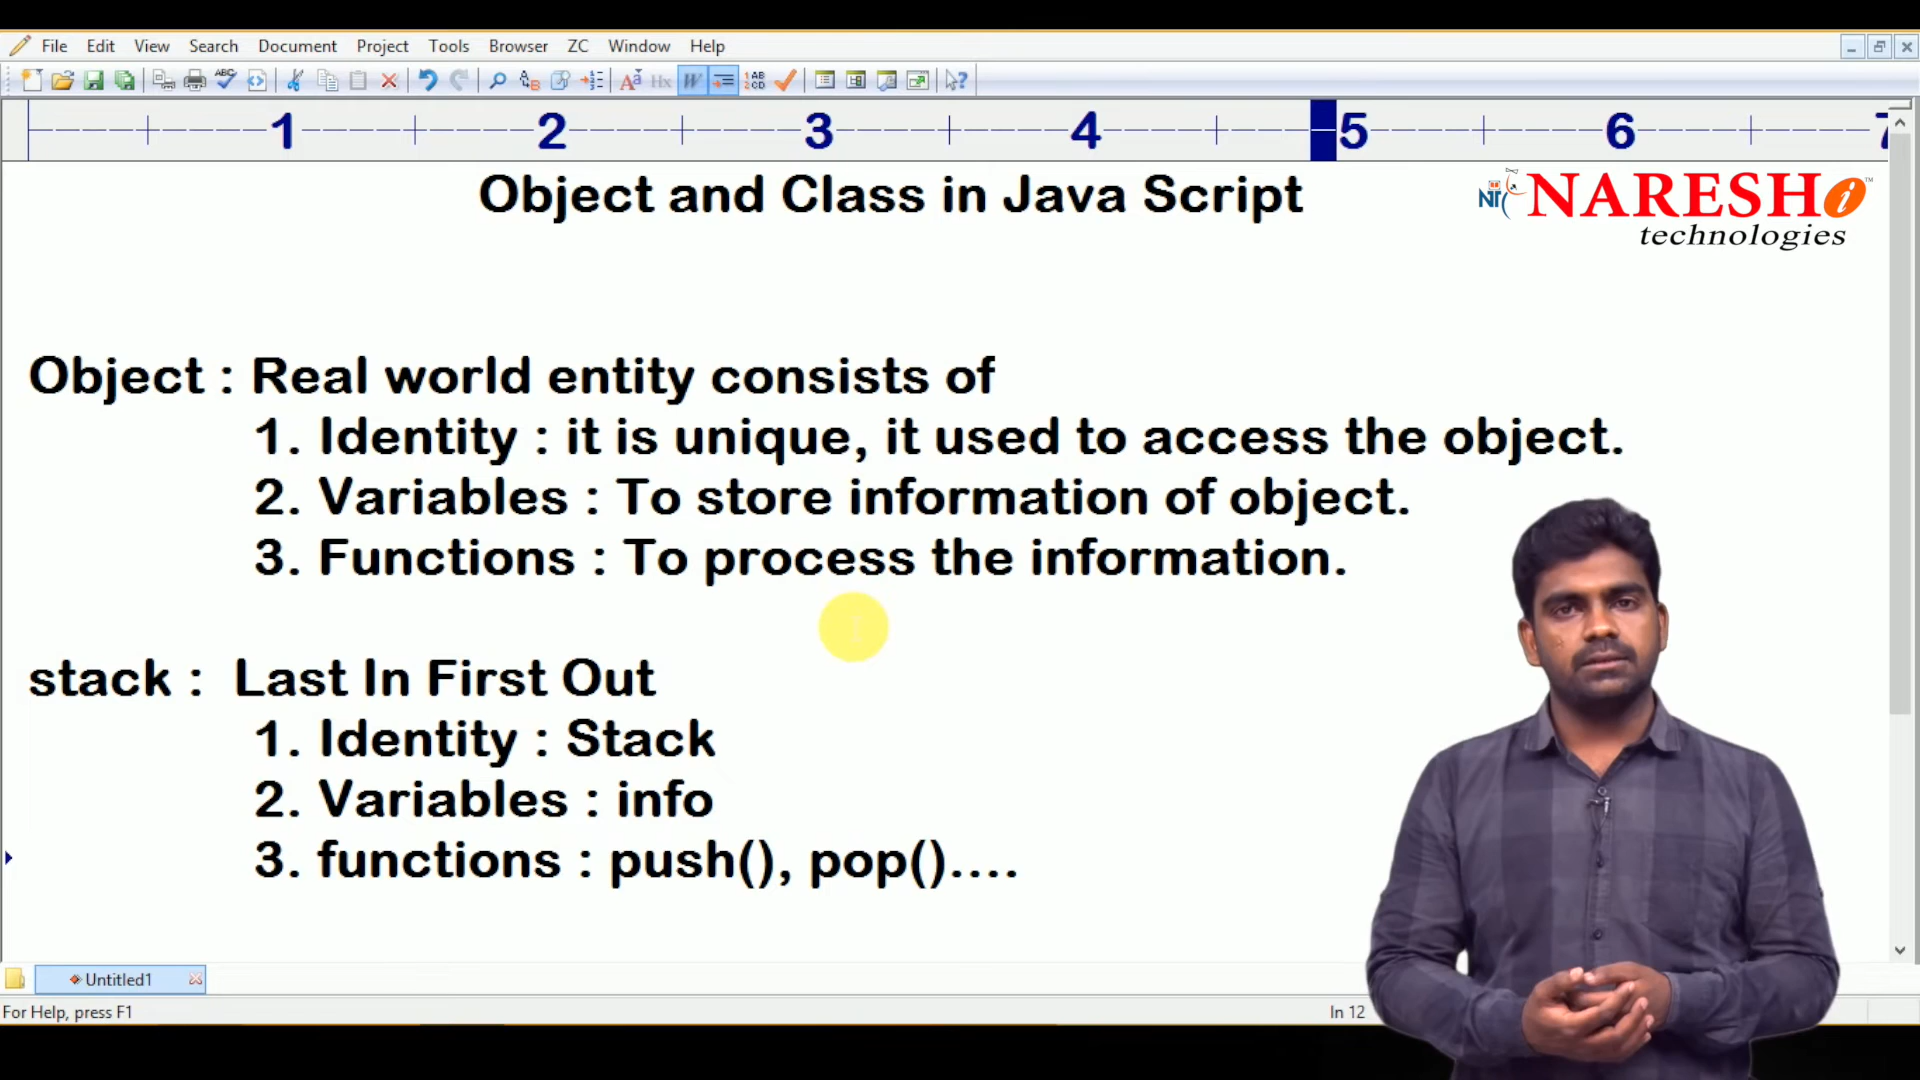 File Edit View Search Document Project Tools Browser ZC Window Help
1 2 3 4 5 6 7
Object and Class in Java Script
NARESH i ™
technologies
Object : Real world entity consists of
1. Identity : it is unique, it used to access the object.
2. Variables : To store information of object.
3. Functions : To process the information.
stack : Last In First Out
1. Identity : Stack
2. Variables : info
3. functions : push(), pop()....
Untitled1
For Help, press F1
ln 12